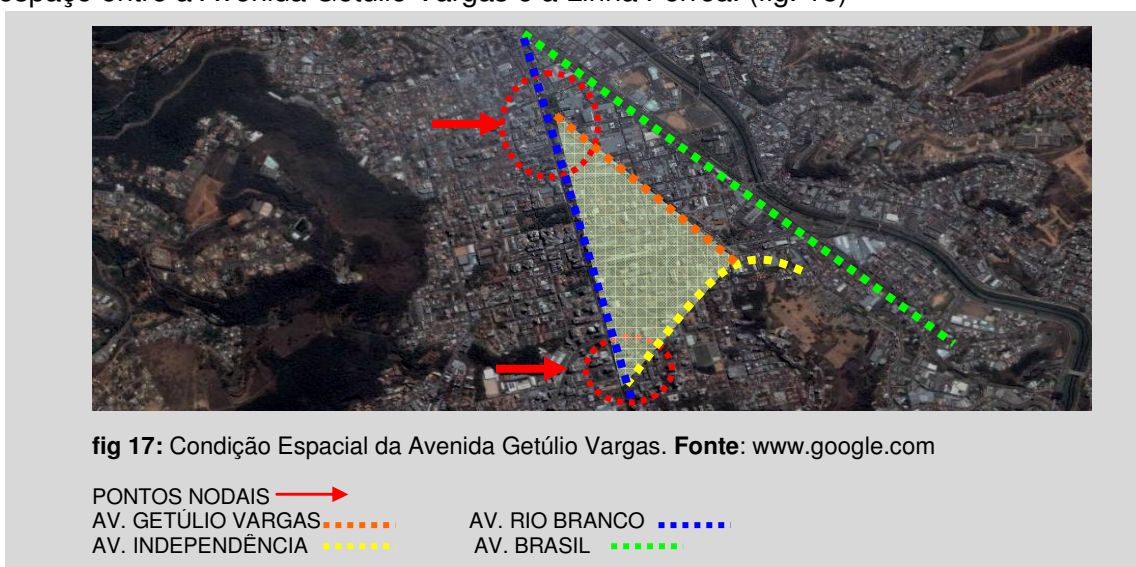 espaço entre a Avenida Getúlio Vargas e a Linha Férrea. (fig. 18)
fig 17: Condição Espacial da Avenida Getúlio Vargas. Fonte: www.google.com
PONTOS NODAIS
AV. GETÚLIO VARGAS AV. RIO BRANCO
AV. INDEPENDÊNCIA AV. BRASIL